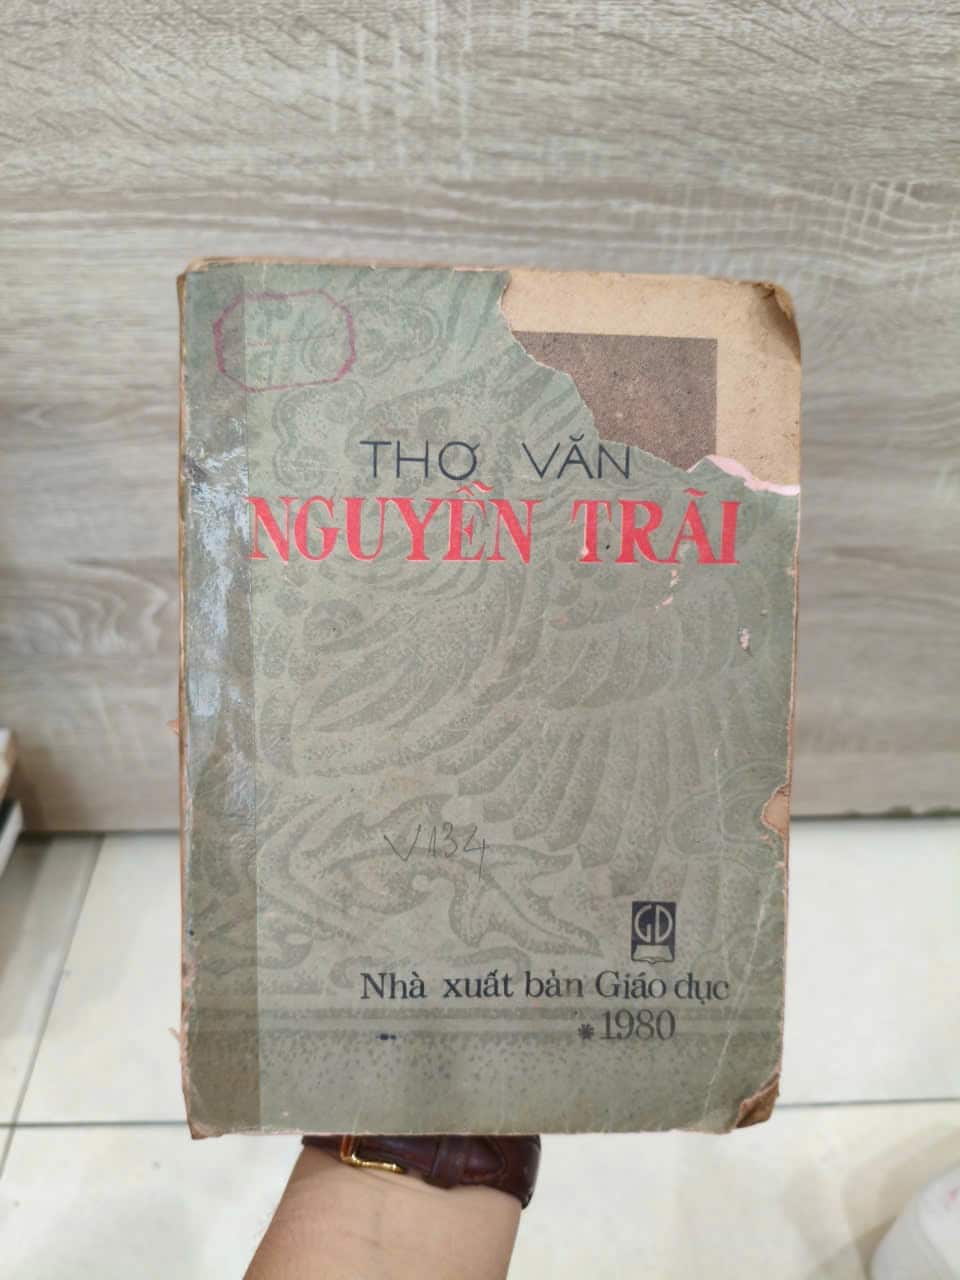 THƠ VĂN
NGUYỄN TRÃI
V134
GD
Nhà xuất bản Giáo dục
* 1980